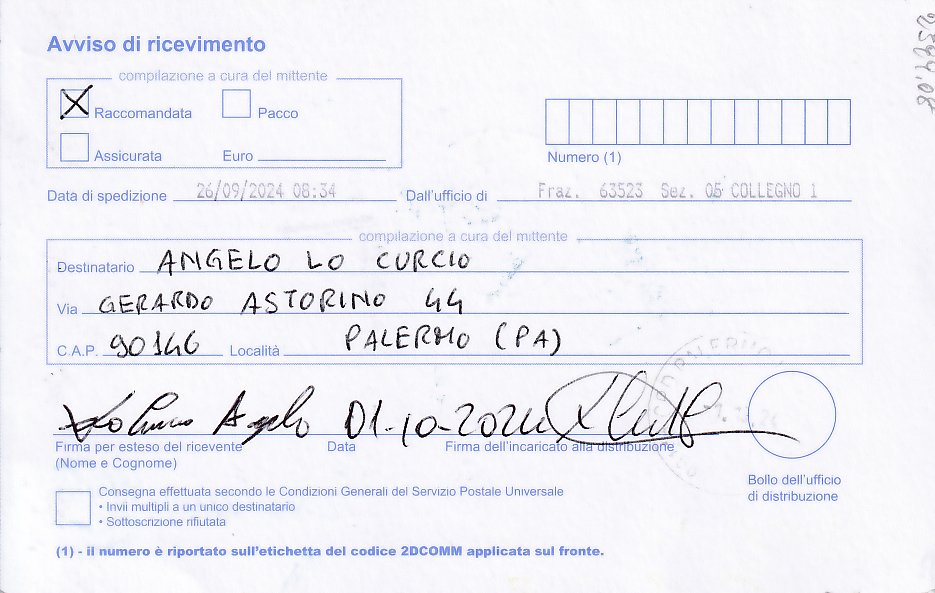 Avviso di ricevimento
compilazione a cura del mittente
Raccomandata Pacco
Assicurata Euro
Numero (1)
Data di spedizione 26/09/2024 08:34 Dall'ufficio di Fraz. 63523 Sez. 05 COLLEGNO 1
compilazione a cura del mittente
Destinatario ANGELO LO CURCIO
Via GERARDO ASTORINO 44
C.A.P. 90146 Località PALERMO (PA)
Lo Curcio Angelo 01-10-2024
Firma per esteso del ricevente Data Firma dell'incaricato alla distribuzione
(Nome e Cognome)
Bollo dell'ufficio
di distribuzione
Consegna effettuata secondo le Condizioni Generali del Servizio Postale Universale
• Invii multipli a un unico destinatario
• Sottoscrizione rifiutata
(1) - il numero è riportato sull'etichetta del codice 2DCOMM applicata sul fronte.